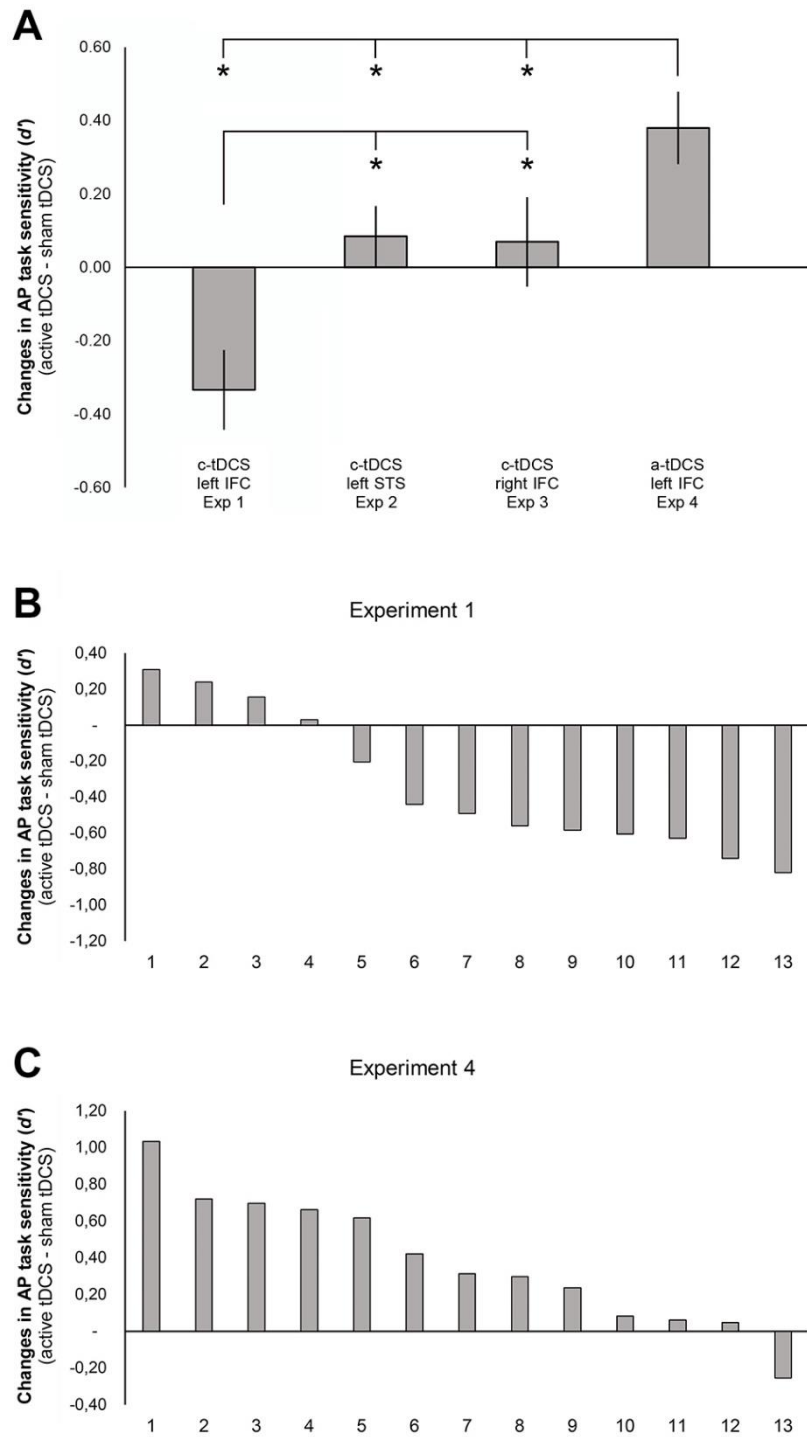 A
Changes in AP task sensitivity (d')
(active tDCS - sham tDCS)
0.60
0.40
0.20
0.00
-0.20
-0.40
-0.60
* * *
* *
c-tDCS
left IFC
Exp 1
c-tDCS
left STS
Exp 2
c-tDCS
right IFC
Exp 3
a-tDCS
left IFC
Exp 4
B
Experiment 1
Changes in AP task sensitivity (d')
(active tDCS - sham tDCS)
0,40
0,20
-
-0,20
-0,40
-0,60
-0,80
-1,00
-1,20
1 2 3 4 5 6 7 8 9 10 11 12 13
C
Experiment 4
Changes in AP task sensitivity (d')
(active tDCS - sham tDCS)
1,20
1,00
0,80
0,60
0,40
0,20
-
-0,20
-0,40
1 2 3 4 5 6 7 8 9 10 11 12 13